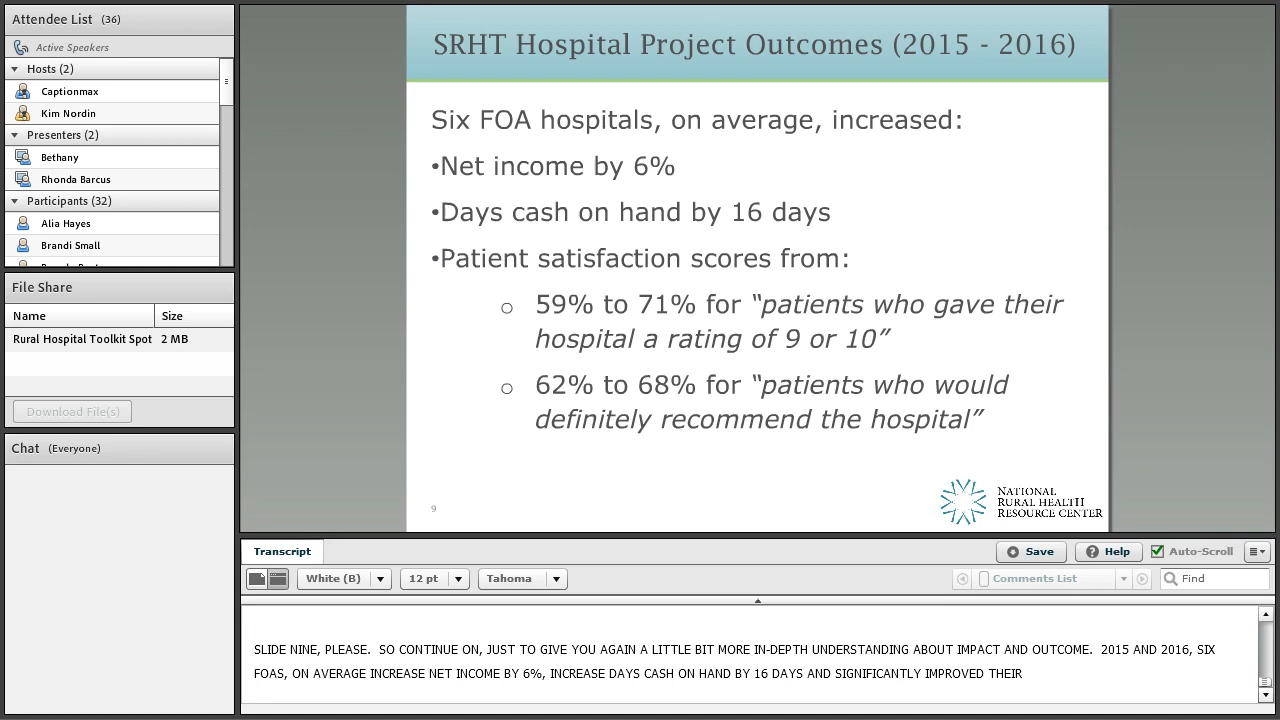 Attendee List (36)
Active Speakers
Hosts (2)
Captionmax
Kim Nordin
Presenters (2)
Bethany
Rhonda Barcus
Participants (32)
Alia Hayes
Brandi Small
File Share
Name Size
Rural Hospital Toolkit Spot 2 MB
Download File(s)
Chat (Everyone)
SRHT Hospital Project Outcomes (2015 - 2016)
Six FOA hospitals, on average, increased:
•Net income by 6%
•Days cash on hand by 16 days
•Patient satisfaction scores from:
o 59% to 71% for “patients who gave their
hospital a rating of 9 or 10”
o 62% to 68% for “patients who would
definitely recommend the hospital”
9
NATIONAL
RURAL HEALTH
RESOURCE CENTER
Transcript
Save
Help
Auto-Scroll
White (B)
12 pt
Tahoma
Comments List
Find
SLIDE NINE, PLEASE. SO CONTINUE ON, JUST TO GIVE YOU AGAIN A LITTLE BIT MORE IN-DEPTH UNDERSTANDING ABOUT IMPACT AND OUTCOME. 2015 AND 2016, SIX
FOAS, ON AVERAGE INCREASE NET INCOME BY 6%, INCREASE DAYS CASH ON HAND BY 16 DAYS AND SIGNIFICANTLY IMPROVED THEIR